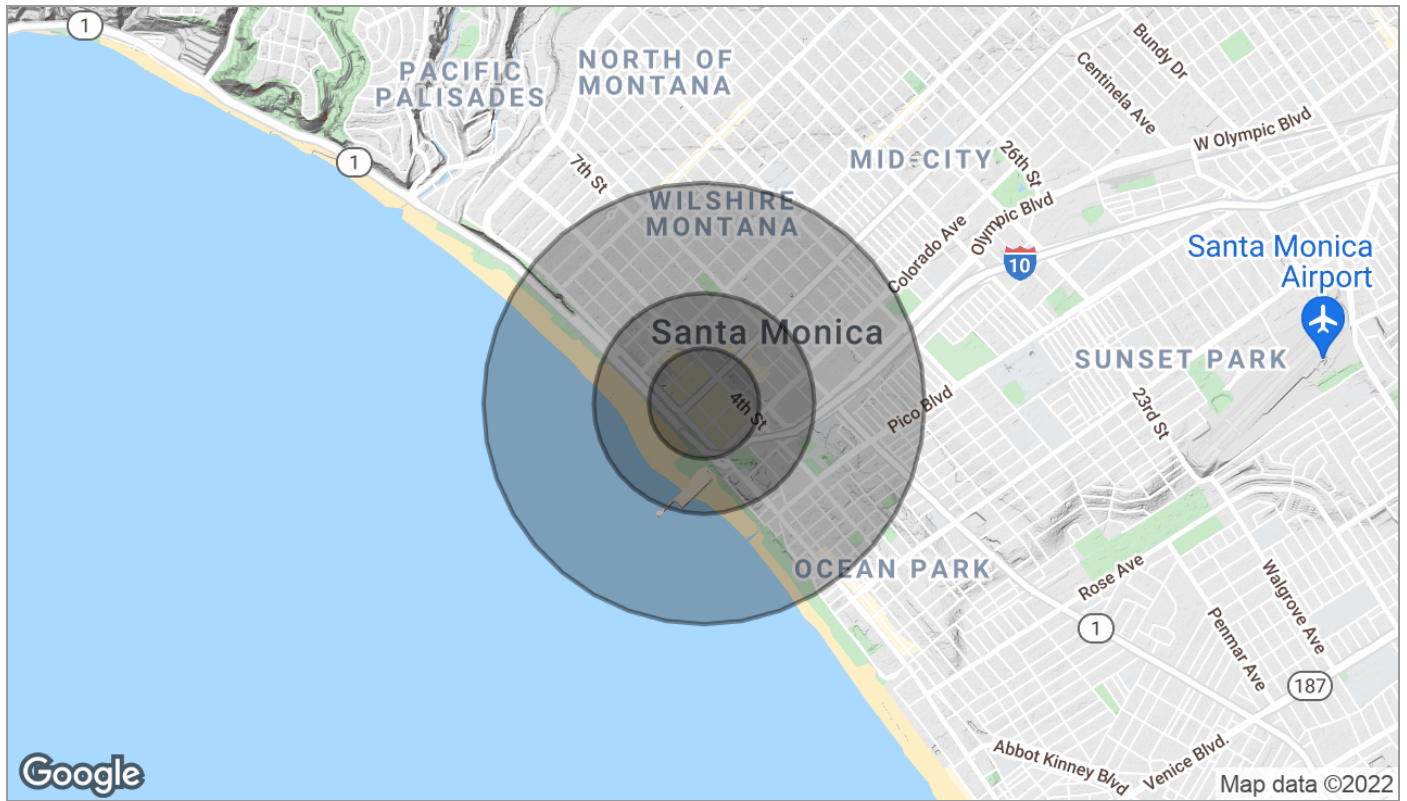 1
PACIFIC
PALISADES
NORTH OF
MONTANA
Bundy Dr
Centinela Ave
W Olympic Blvd
1
7th St
MID-CITY
26th St
WILSHIRE
MONTANA
Olympic Blvd
Colorado Ave
10
Santa Monica
Airport
Santa Monica
SUNSET PARK
4th St
Pico Blvd
23rd St
OCEAN PARK
Rose Ave
Walgrove Ave
1
Penmar Ave
187
Abbot Kinney Blvd
Venice Blvd.
Google
Map data ©2022